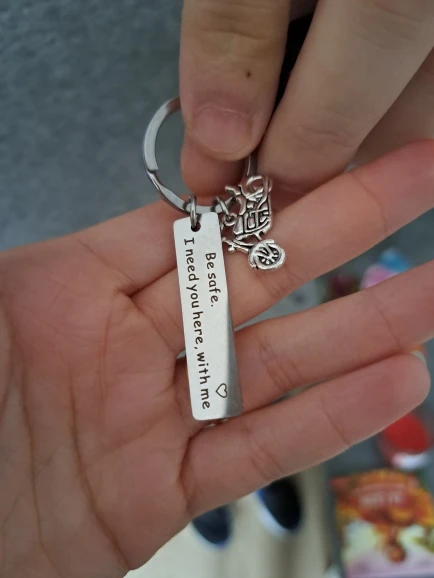 Be safe.
I need you here, with me ♡